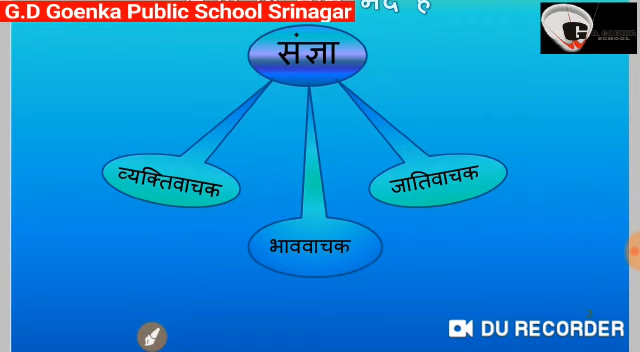 G.D Goenka Public School Srinagar
भेद है
संज्ञा
व्यक्तिवाचक
जातिवाचक
भाववाचक
DU RECORDER